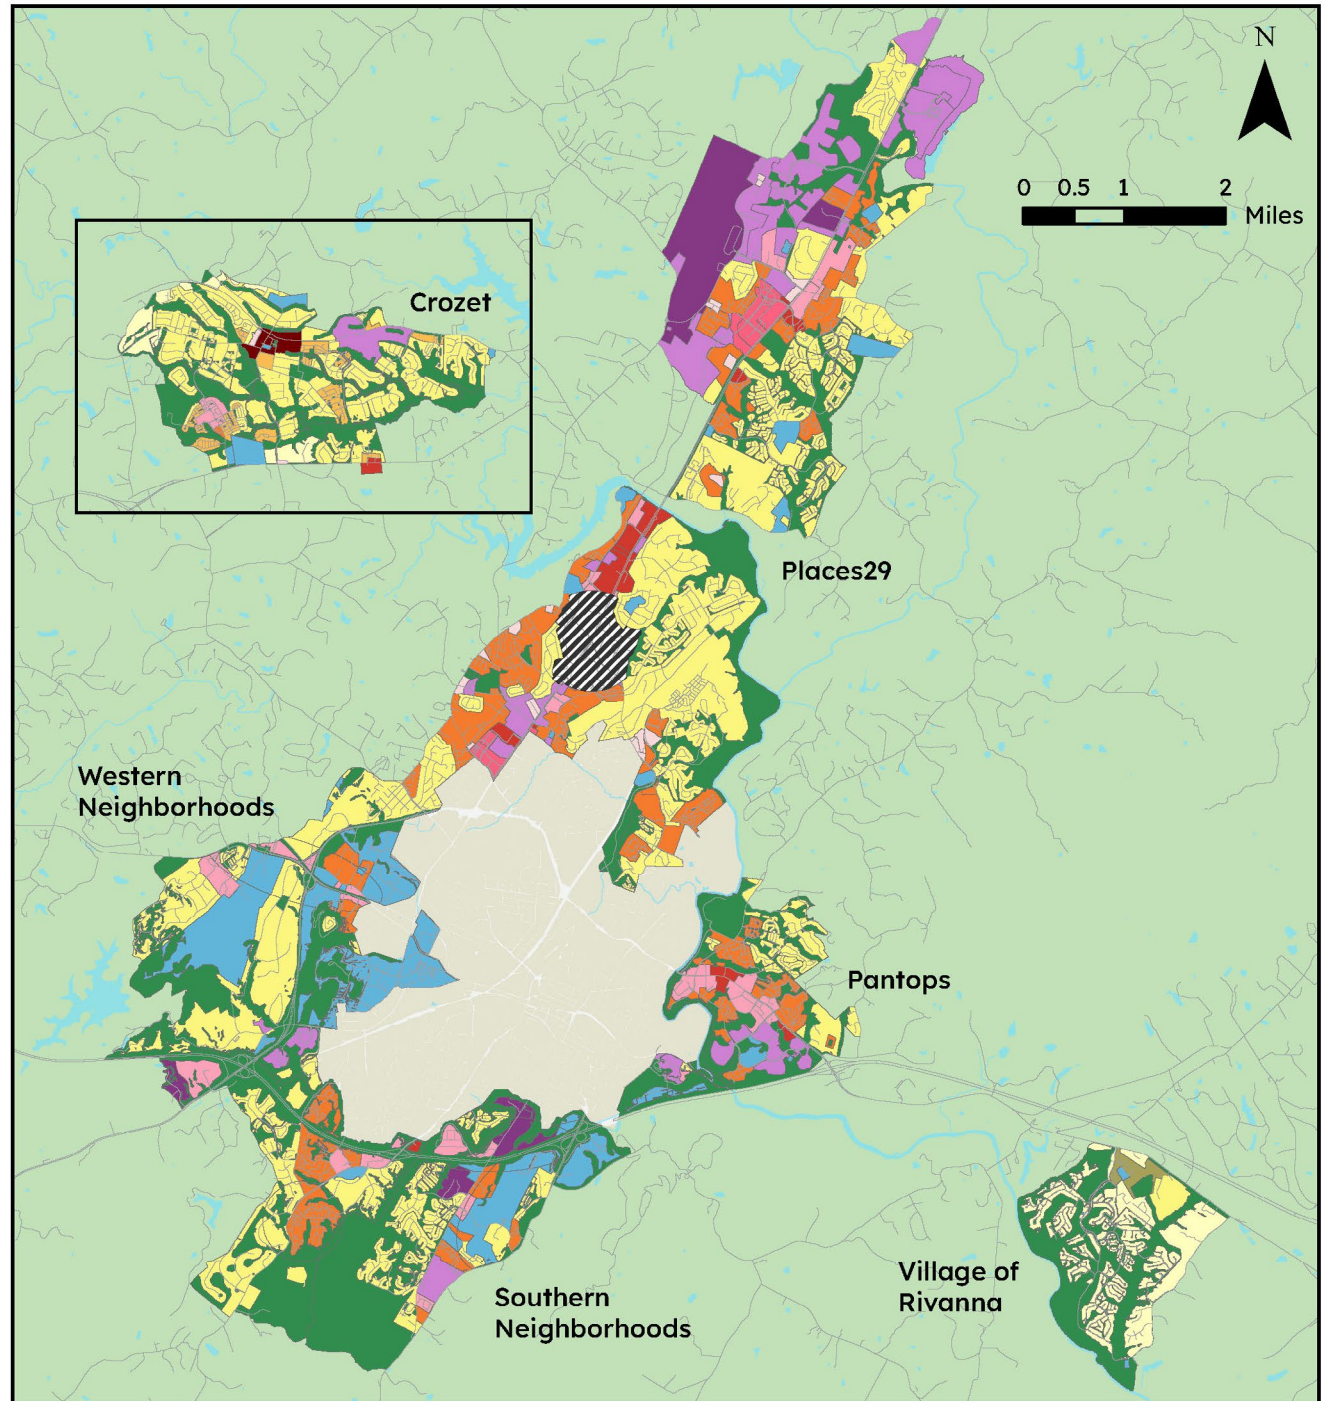 N
0 0.5 1 2
Miles
Crozet
Places29
Western
Neighborhoods
Pantops
Village of
Rivanna
Southern
Neighborhoods